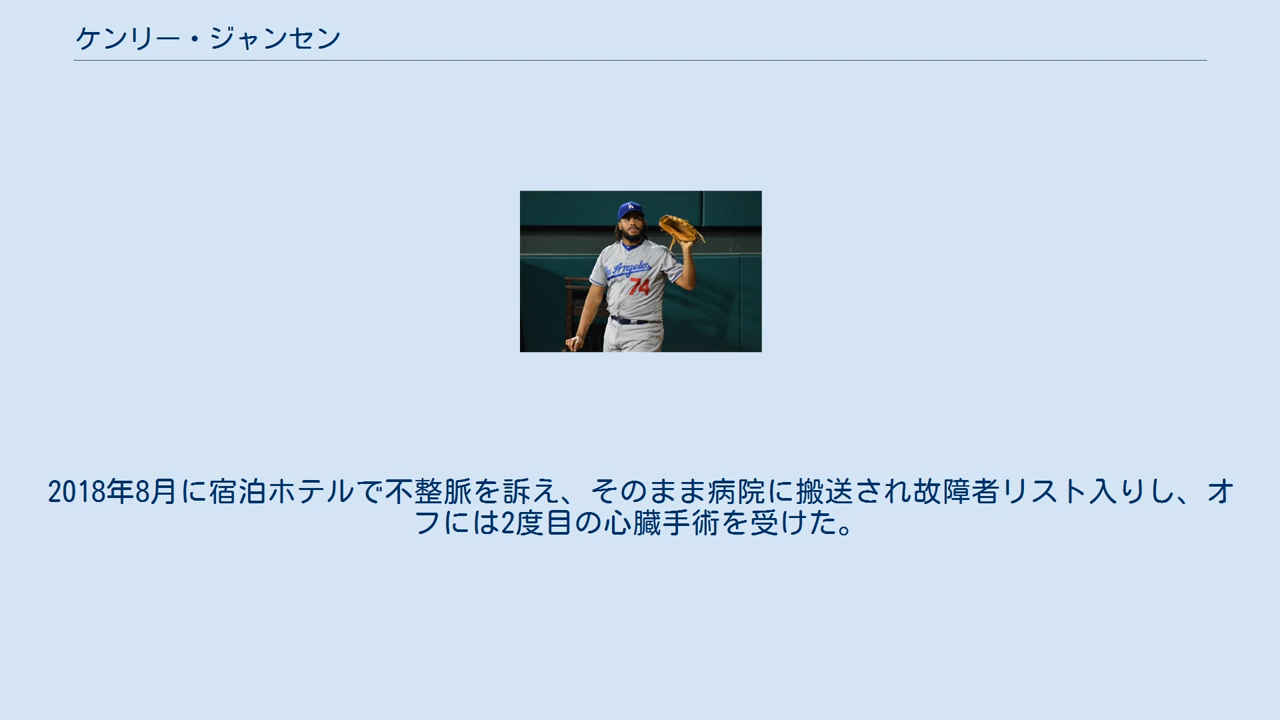 ケンリー・ジャンセン
Los Angeles
74
2018年8月に宿泊ホテルで不整脈を訴え、そのまま病院に搬送され故障者リスト入りし、オ
フには2度目の心臓手術を受けた。